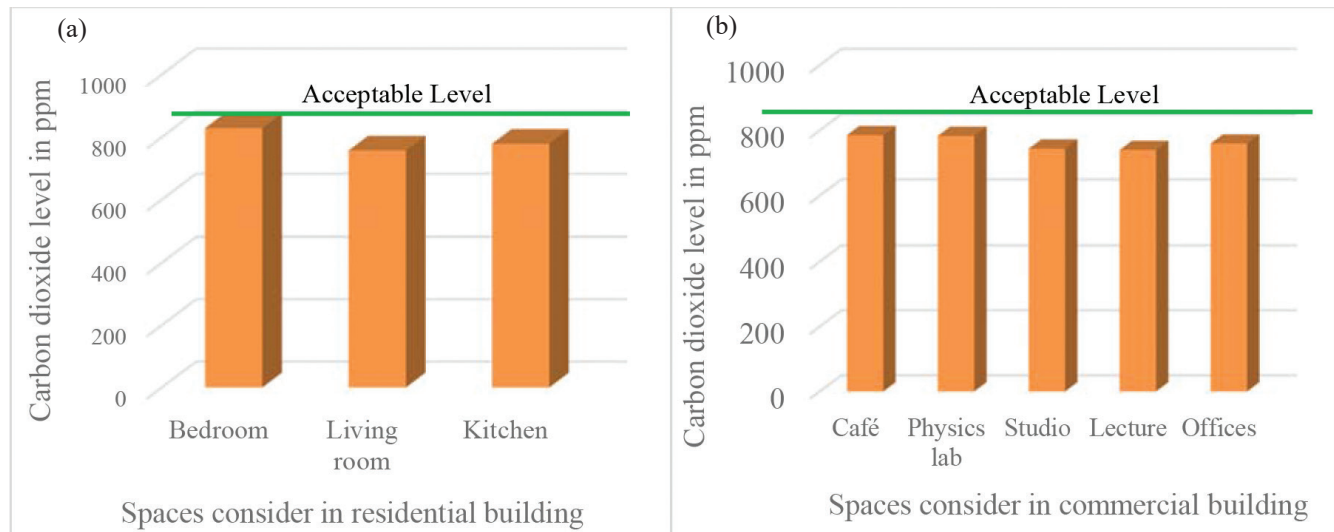 (a)
Carbon dioxide level in ppm
1000
800
600
400
200
0
Acceptable Level
Bedroom
Living
room
Kitchen
Spaces consider in residential building
(b)
Carbon dioxide level in ppm
1000
800
600
400
200
0
Acceptable Level
Café
Physics
lab
Studio
Lecture
Offices
Spaces consider in commercial building